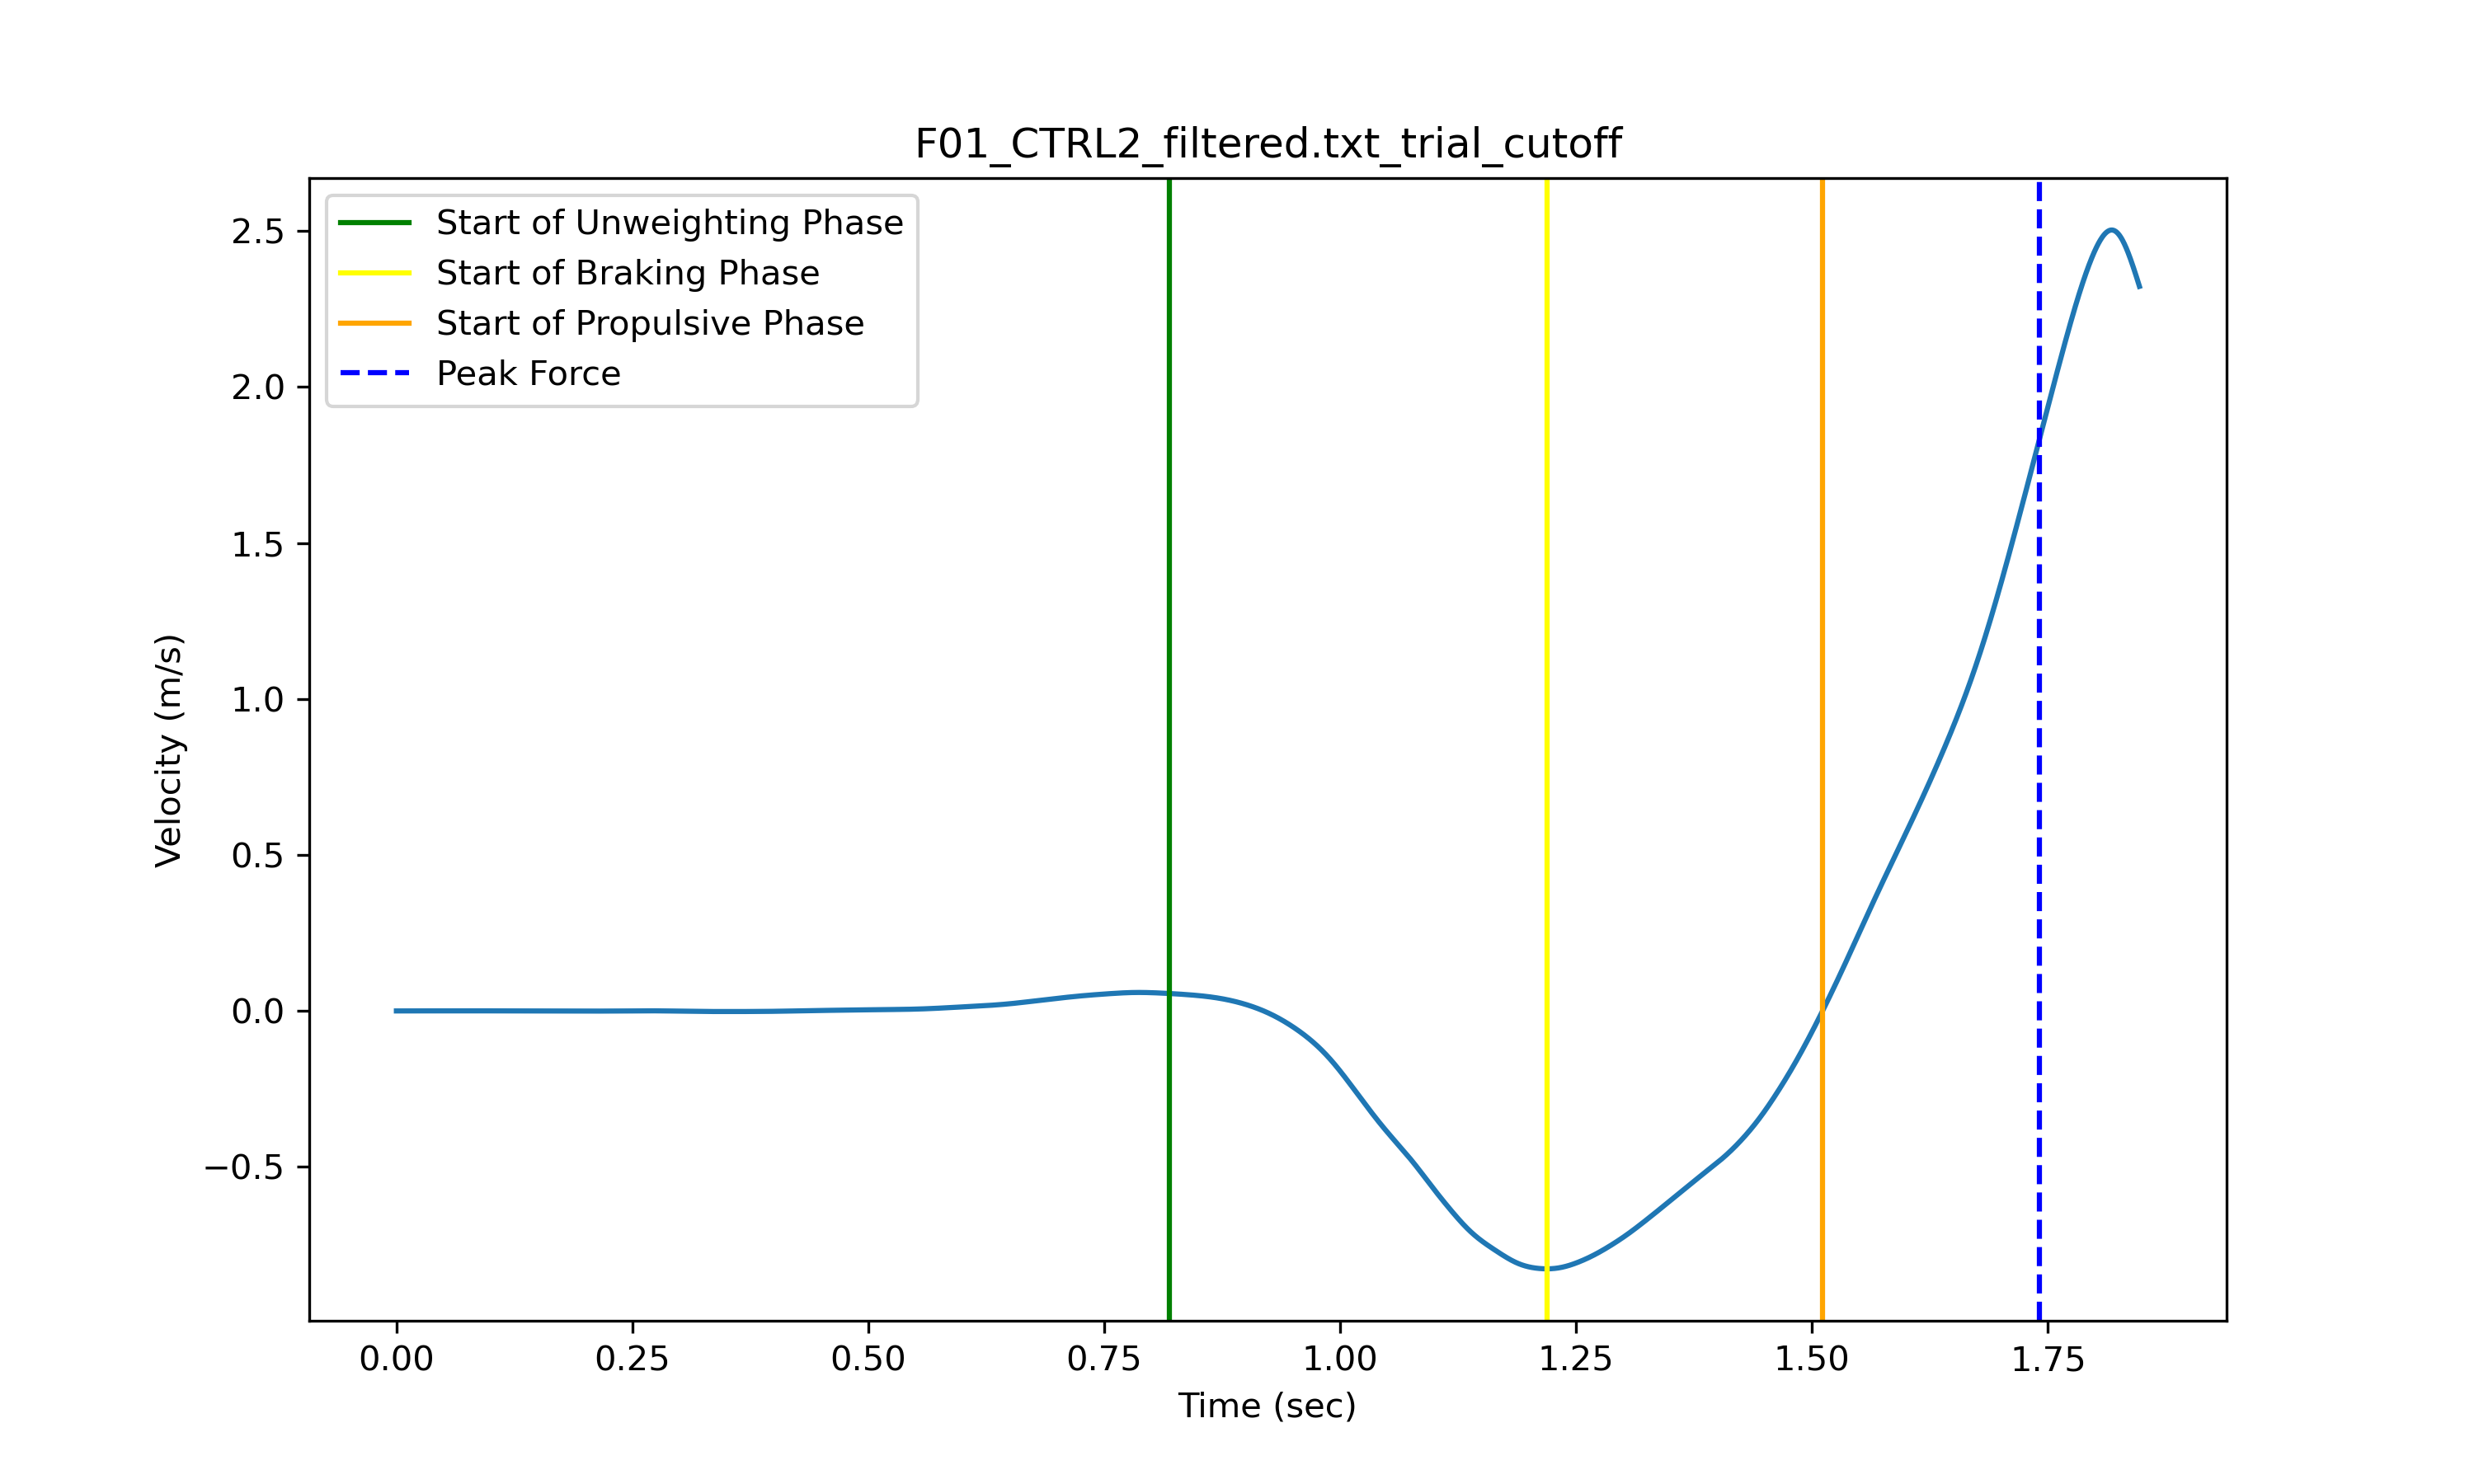 F01_CTRL2_filtered.txt_trial_cutoff
Start of Unweighting Phase
Start of Braking Phase
Start of Propulsive Phase
Peak Force
2.5
2.0
1.5
1.0
0.5
0.0
−0.5
Velocity (m/s)
0.00 0.25 0.50 0.75 1.00 1.25 1.50 1.75
Time (sec)